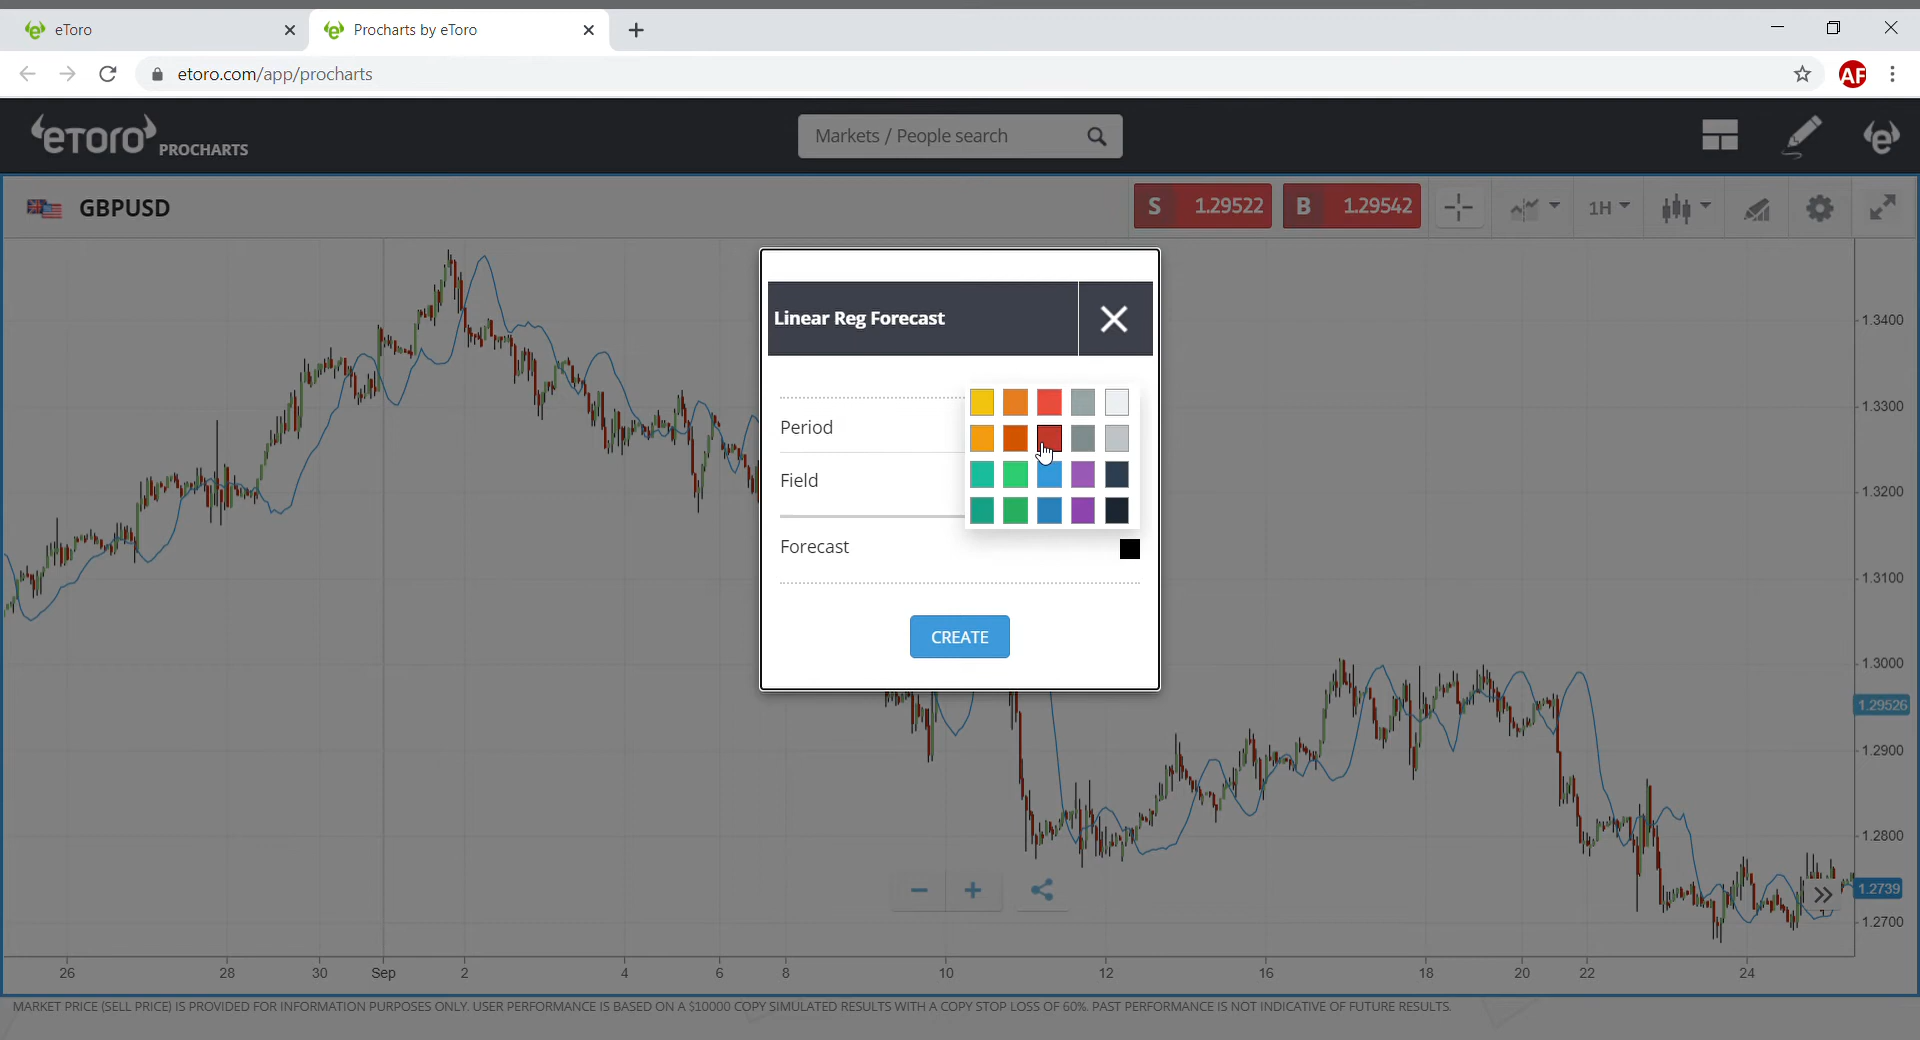 eToro
Procharts by eToro
etoro.com/app/procharts
AF
eToro PROCHARTS
Markets / People search
GBPUSD
S 1.29522
B 1.29542
1H
Linear Reg Forecast
Period
Field
Forecast
CREATE
1.3400
1.3300
1.3200
1.3100
1.3000
1.29526
1.2900
1.2800
1.2739
1.2700
26 28 30 Sep 2 4 6 8 10 12 16 18 20 22 24
MARKET PRICE (SELL PRICE) IS PROVIDED FOR INFORMATION PURPOSES ONLY. USER PERFORMANCE IS BASED ON A $10000 COPY SIMULATED RESULTS WITH A COPY STOP LOSS OF 60%. PAST PERFORMANCE IS NOT INDICATIVE OF FUTURE RESULTS.